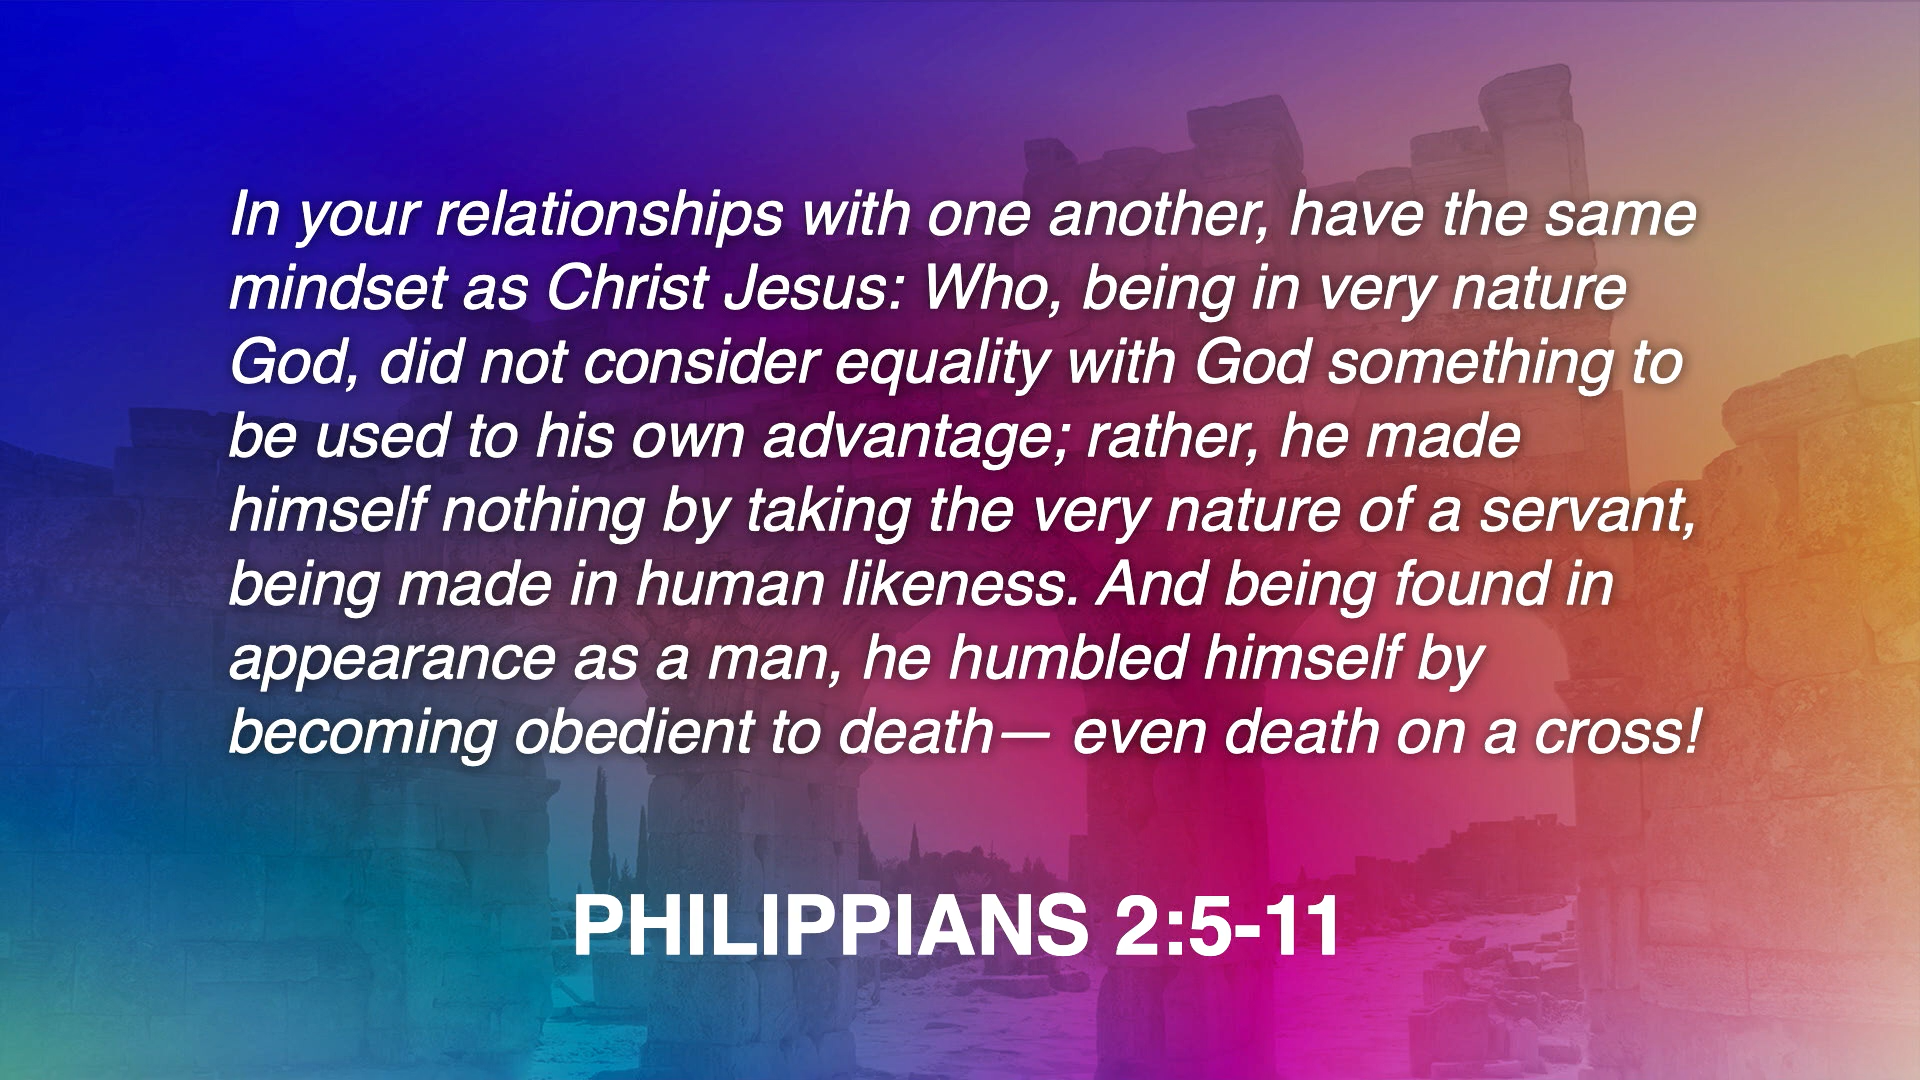 In your relationships with one another, have the same
mindset as Christ Jesus: Who, being in very nature
God, did not consider equality with God something to
be used to his own advantage; rather, he made
himself nothing by taking the very nature of a servant,
being made in human likeness. And being found in
appearance as a man, he humbled himself by
becoming obedient to death— even death on a cross!
PHILIPPIANS 2:5-11